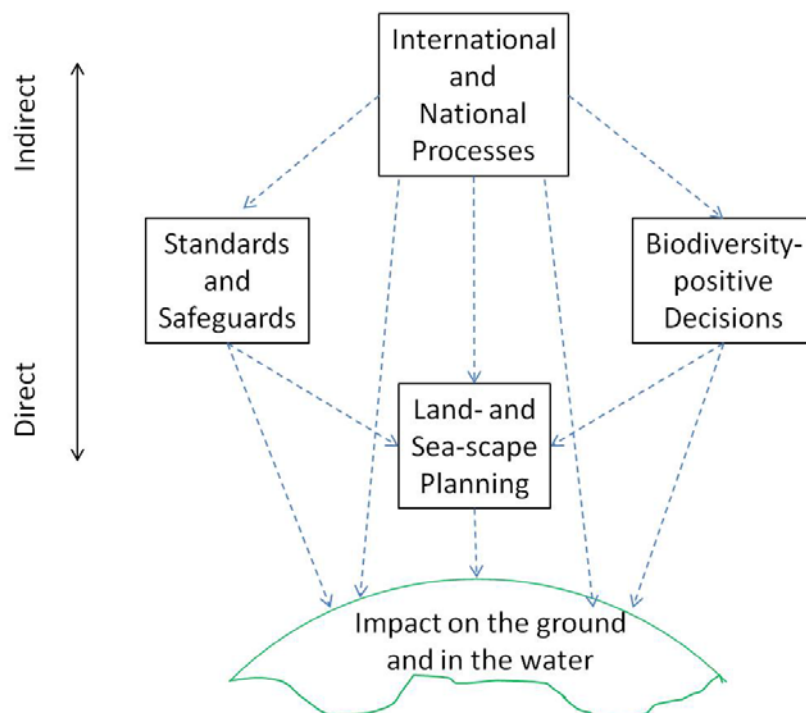 International
and
National
Processes
Indirect
Standards
and
Safeguards
Biodiversity-
positive
Decisions
Direct
Land- and
Sea-scape
Planning
Impact on the ground
and in the water